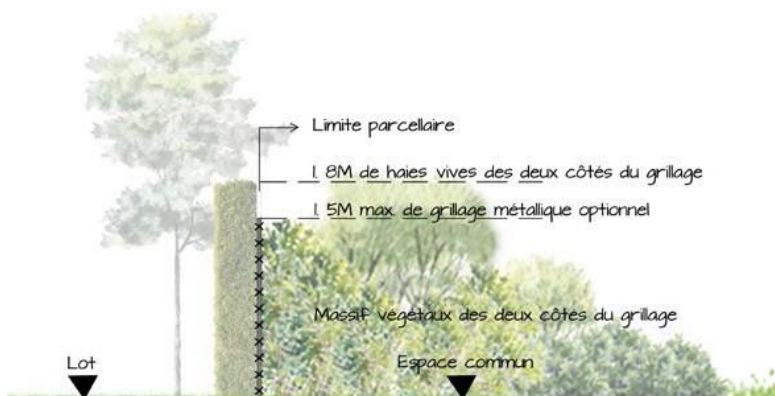 Limite parcellaire
1. 8M de haies vives des deux côtés du grillage
1. 5M max. de grillage métallique optionnel
Massif végétaux des deux côtés du grillage
Lot
Espace commun